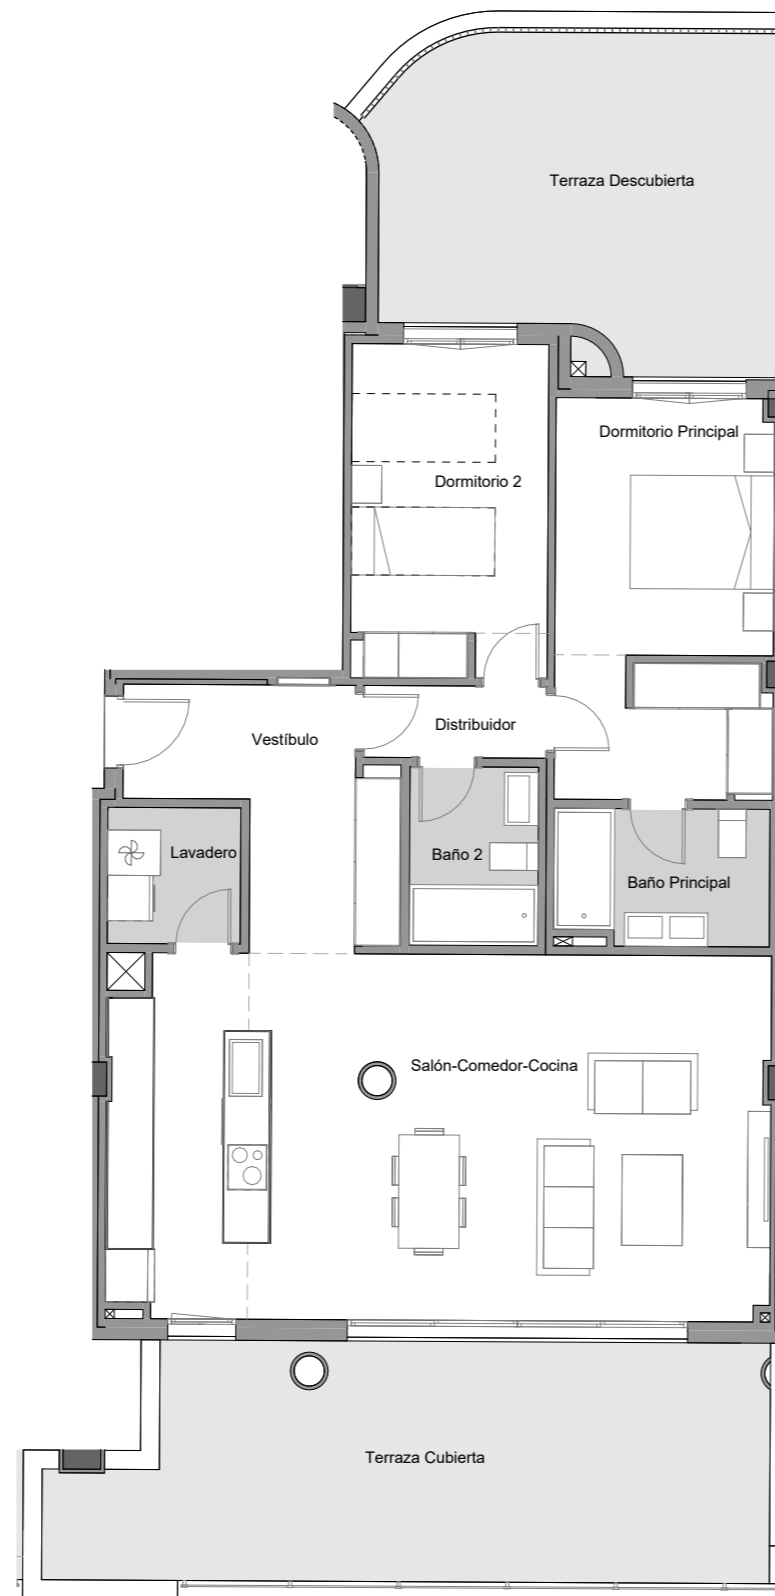 Terraza Descubierta
Dormitorio Principal
Dormitorio 2
Distribuidor
Vestíbulo
Lavadero
Baño 2
Baño Principal
Salón-Comedor-Cocina
Terraza Cubierta